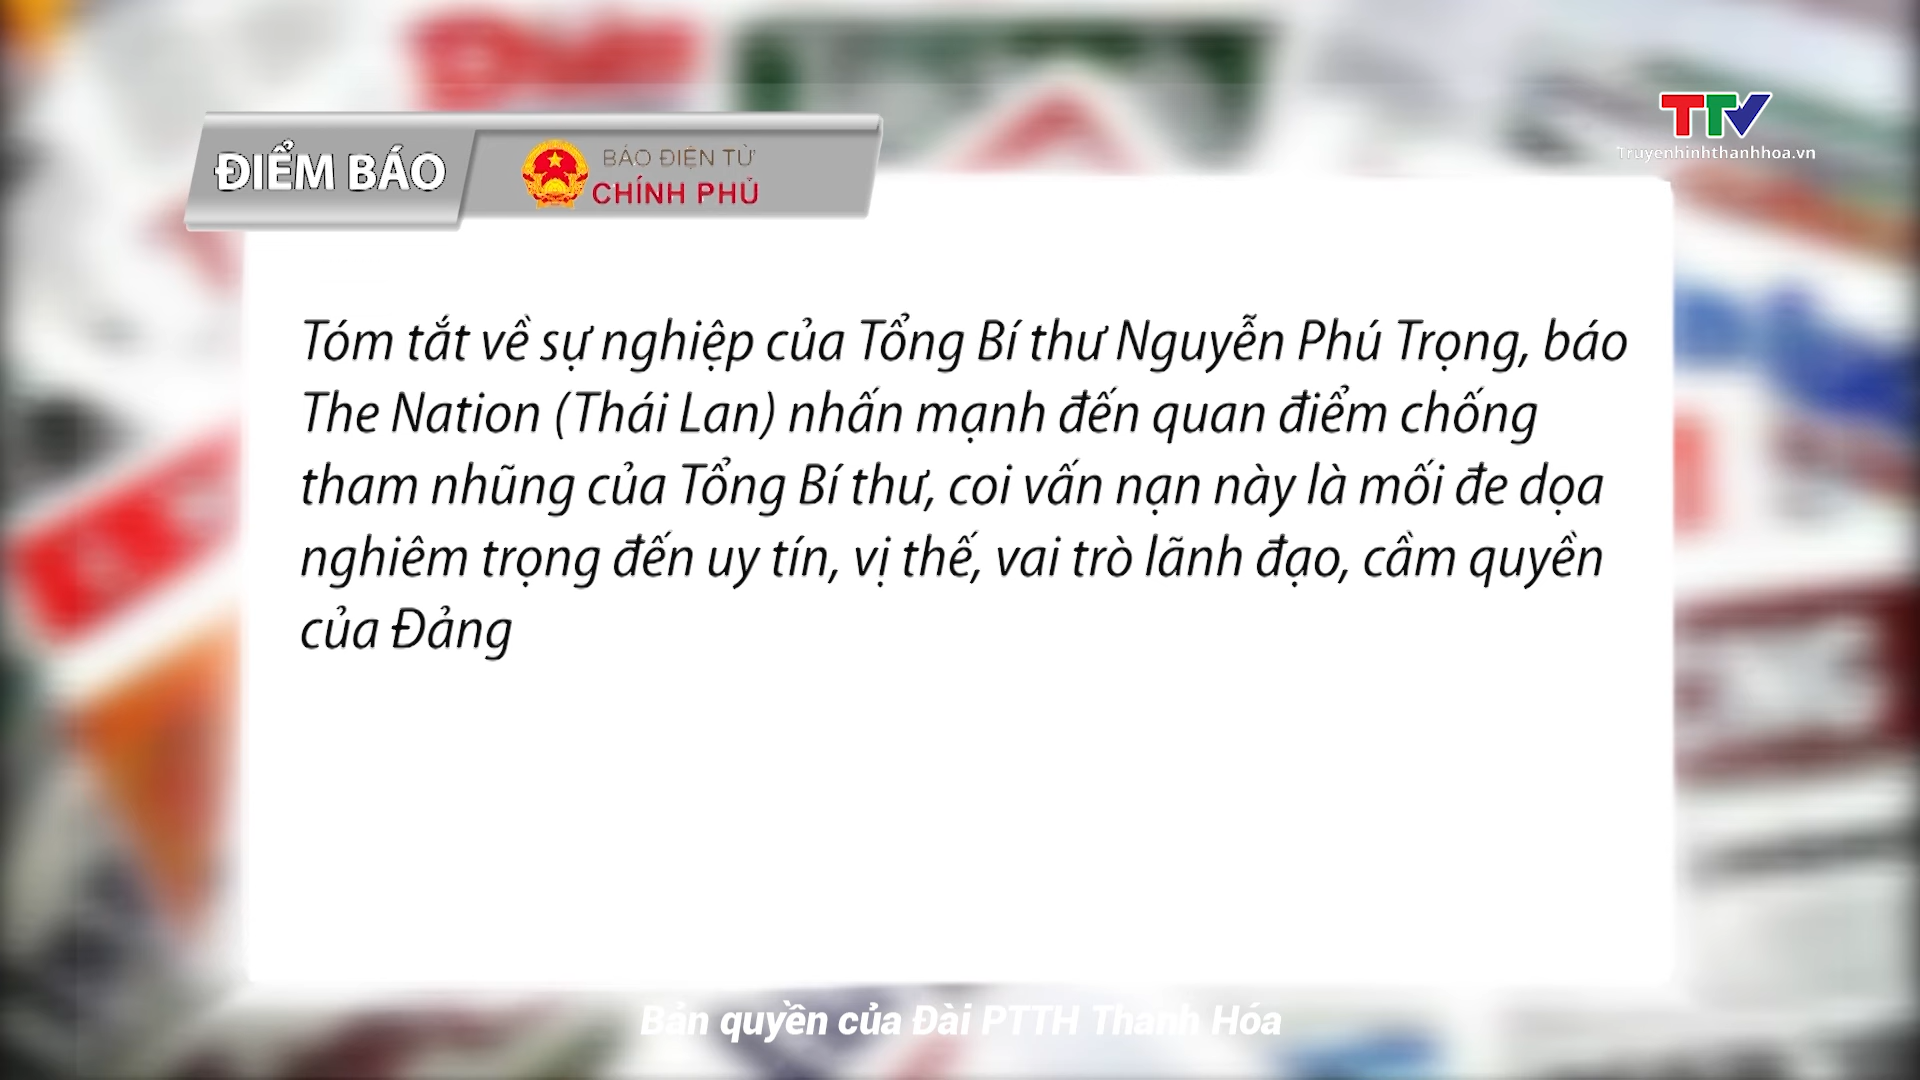 TTV
Truyenhinhthanhhoa.vn
ĐIỂM BÁO
BÁO ĐIỆN TỬ
CHÍNH PHỦ
Tóm tắt về sự nghiệp của Tổng Bí thư Nguyễn Phú Trọng, báo
The Nation (Thái Lan) nhấn mạnh đến quan điểm chống
tham nhũng của Tổng Bí thư, coi vấn nạn này là mối đe dọa
nghiêm trọng đến uy tín, vị thế, vai trò lãnh đạo, cầm quyền
của Đảng
Bản quyền của Đài PTTH Thanh Hóa